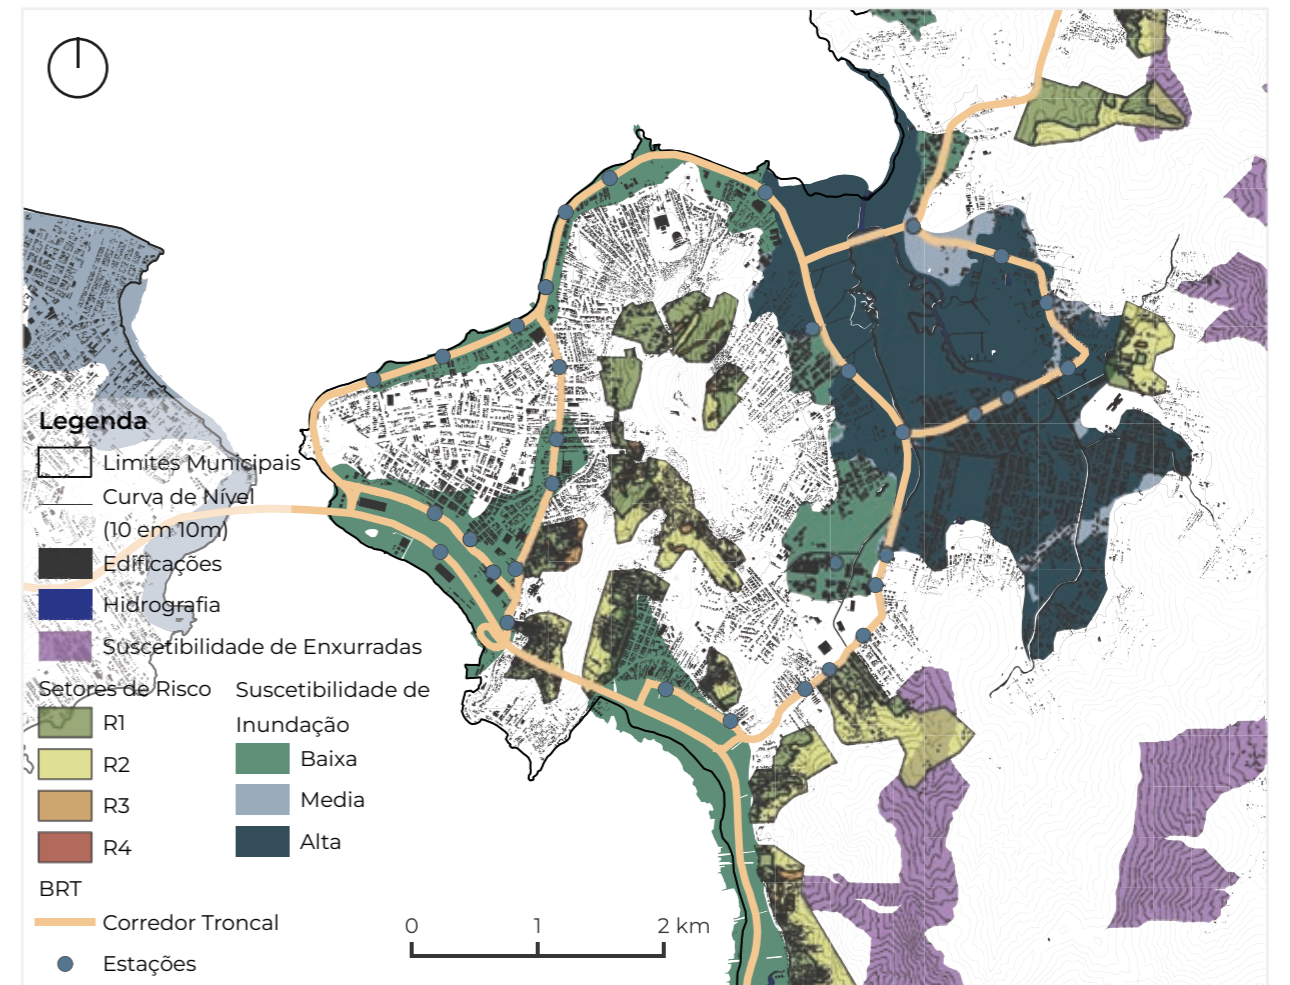 Legenda
Limites Municipais
Curva de Nível
(10 em 10m)
Edificações
Hidrografia
Suscetibilidade de Enxurradas
Setores de Risco
R1
R2
R3
R4
Suscetibilidade de
Inundação
Baixa
Media
Alta
BRT
Corredor Troncal
Estações
0 1 2 km